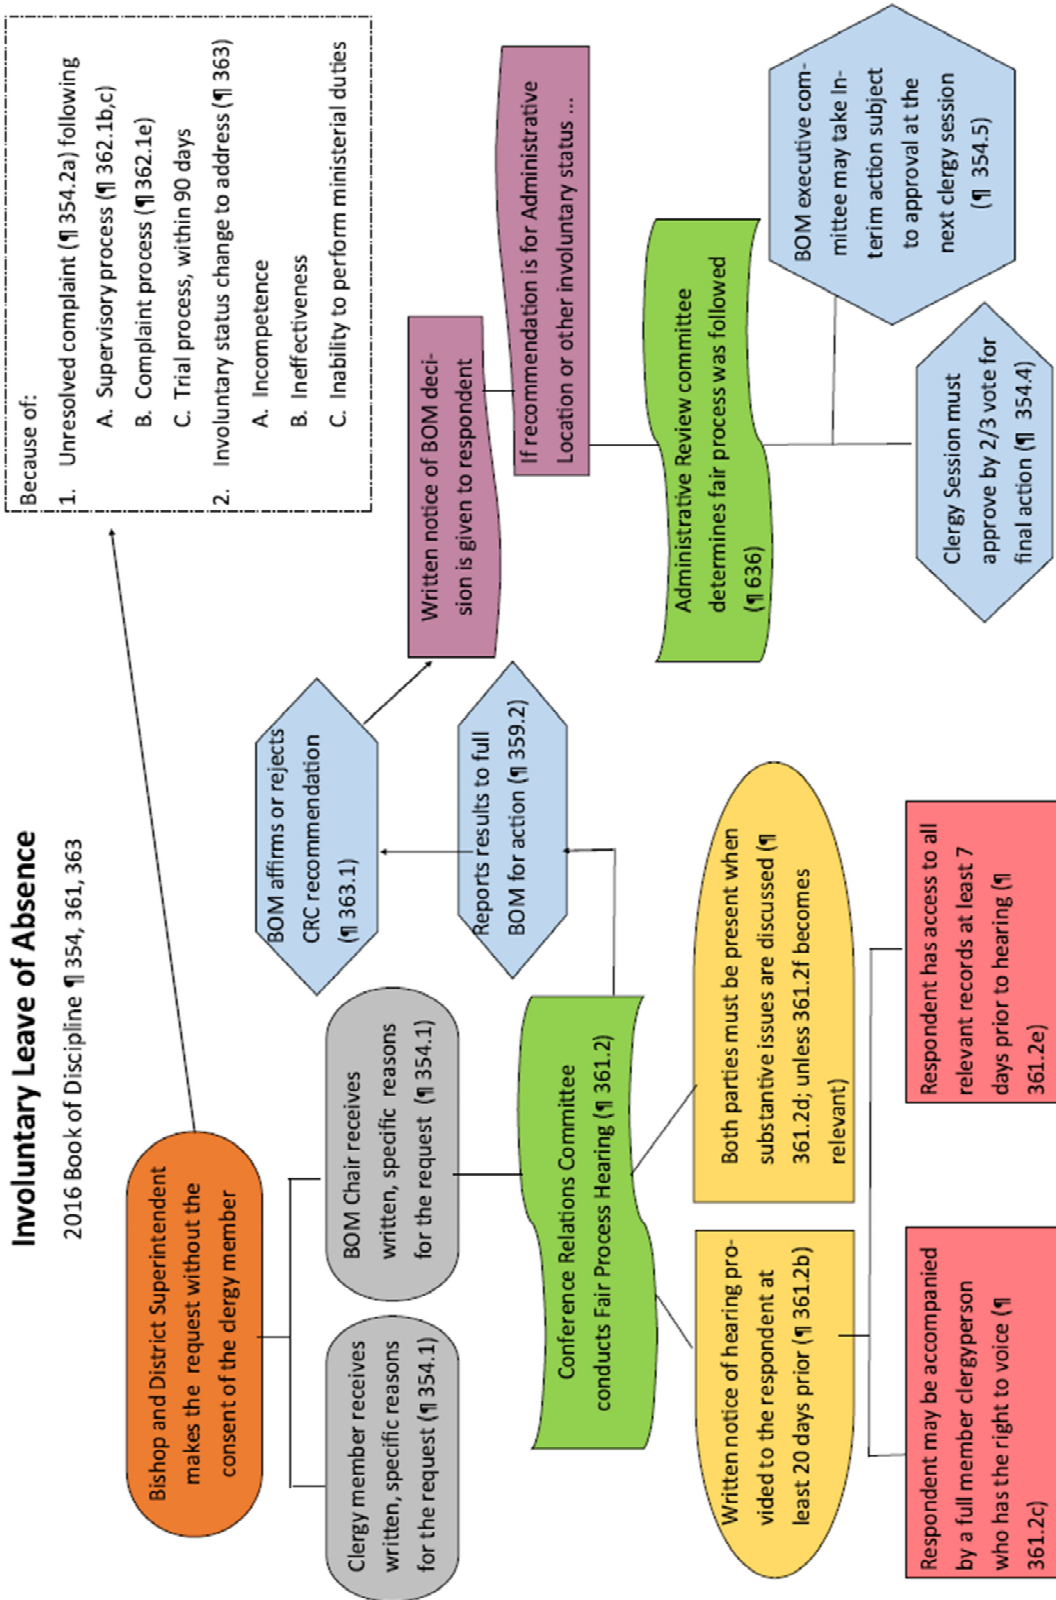 Involuntary Leave of Absence
2016 Book of Discipline ¶ 354, 361, 363
Bishop and District Superintendent
makes the request without the
consent of the clergy member
Because of:
1. Unresolved complaint (¶ 354.2a) following
A. Supervisory process (¶ 362.1b,c)
B. Complaint process (¶ 362.1e)
C. Trial process, within 90 days
2. Involuntary status change to address (¶ 363)
A. Incompetence
B. Ineffectiveness
C. Inability to perform ministerial duties
Clergy member receives
written, specific reasons
for the request (¶ 354.1)
BOM Chair receives
written, specific reasons
for the request (¶ 354.1)
Conference Relations Committee
conducts Fair Process Hearing (¶ 361.2)
Written notice of hearing pro-
vided to the respondent at
least 20 days prior (¶ 361.2b)
Both parties must be present when
substantive issues are discussed (¶
361.2d; unless 361.2f becomes
relevant)
Respondent may be accompanied
by a full member clergyperson
who has the right to voice (¶
361.2c)
Respondent has access to all
relevant records at least 7
days prior to hearing (¶
361.2e)
Reports results to full
BOM for action (¶ 359.2)
BOM affirms or rejects
CRC recommendation
(¶ 363.1)
Written notice of BOM deci-
sion is given to respondent
If recommendation is for Administrative
Location or other involuntary status ...
Administrative Review committee
determines fair process was followed
(¶ 636)
Clergy Session must
approve by 2/3 vote for
final action (¶ 354.4)
BOM executive com-
mittee may take In-
terim action subject
to approval at the
next clergy session
(¶ 354.5)